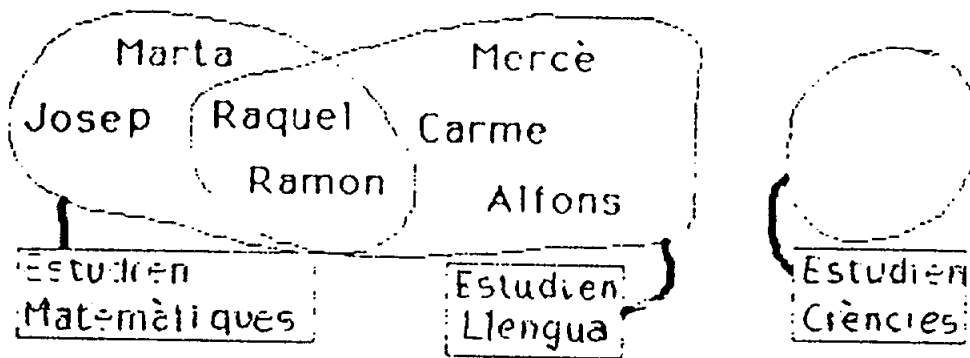 Marta
Mercè
Josep
Raquel
Carme
Ramon
Alfons
Estudien
Matemàtiques
Estudien
Llengua
Estudien
Ciències